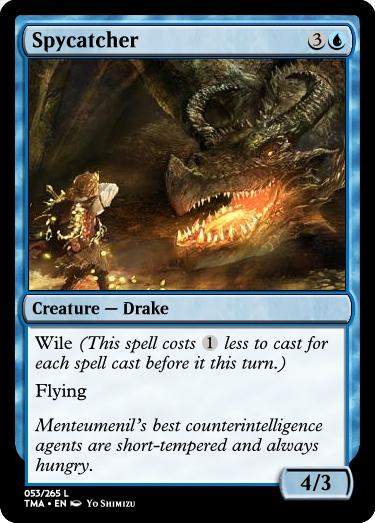 Spycatcher 3
Creature — Drake
Wile (This spell costs 1 less to cast for
each spell cast before it this turn.)
Flying
Menteumenil's best counterintelligence
agents are short-tempered and always
hungry.
4/3
053/265 L
TMA • EN Yo Shimizu